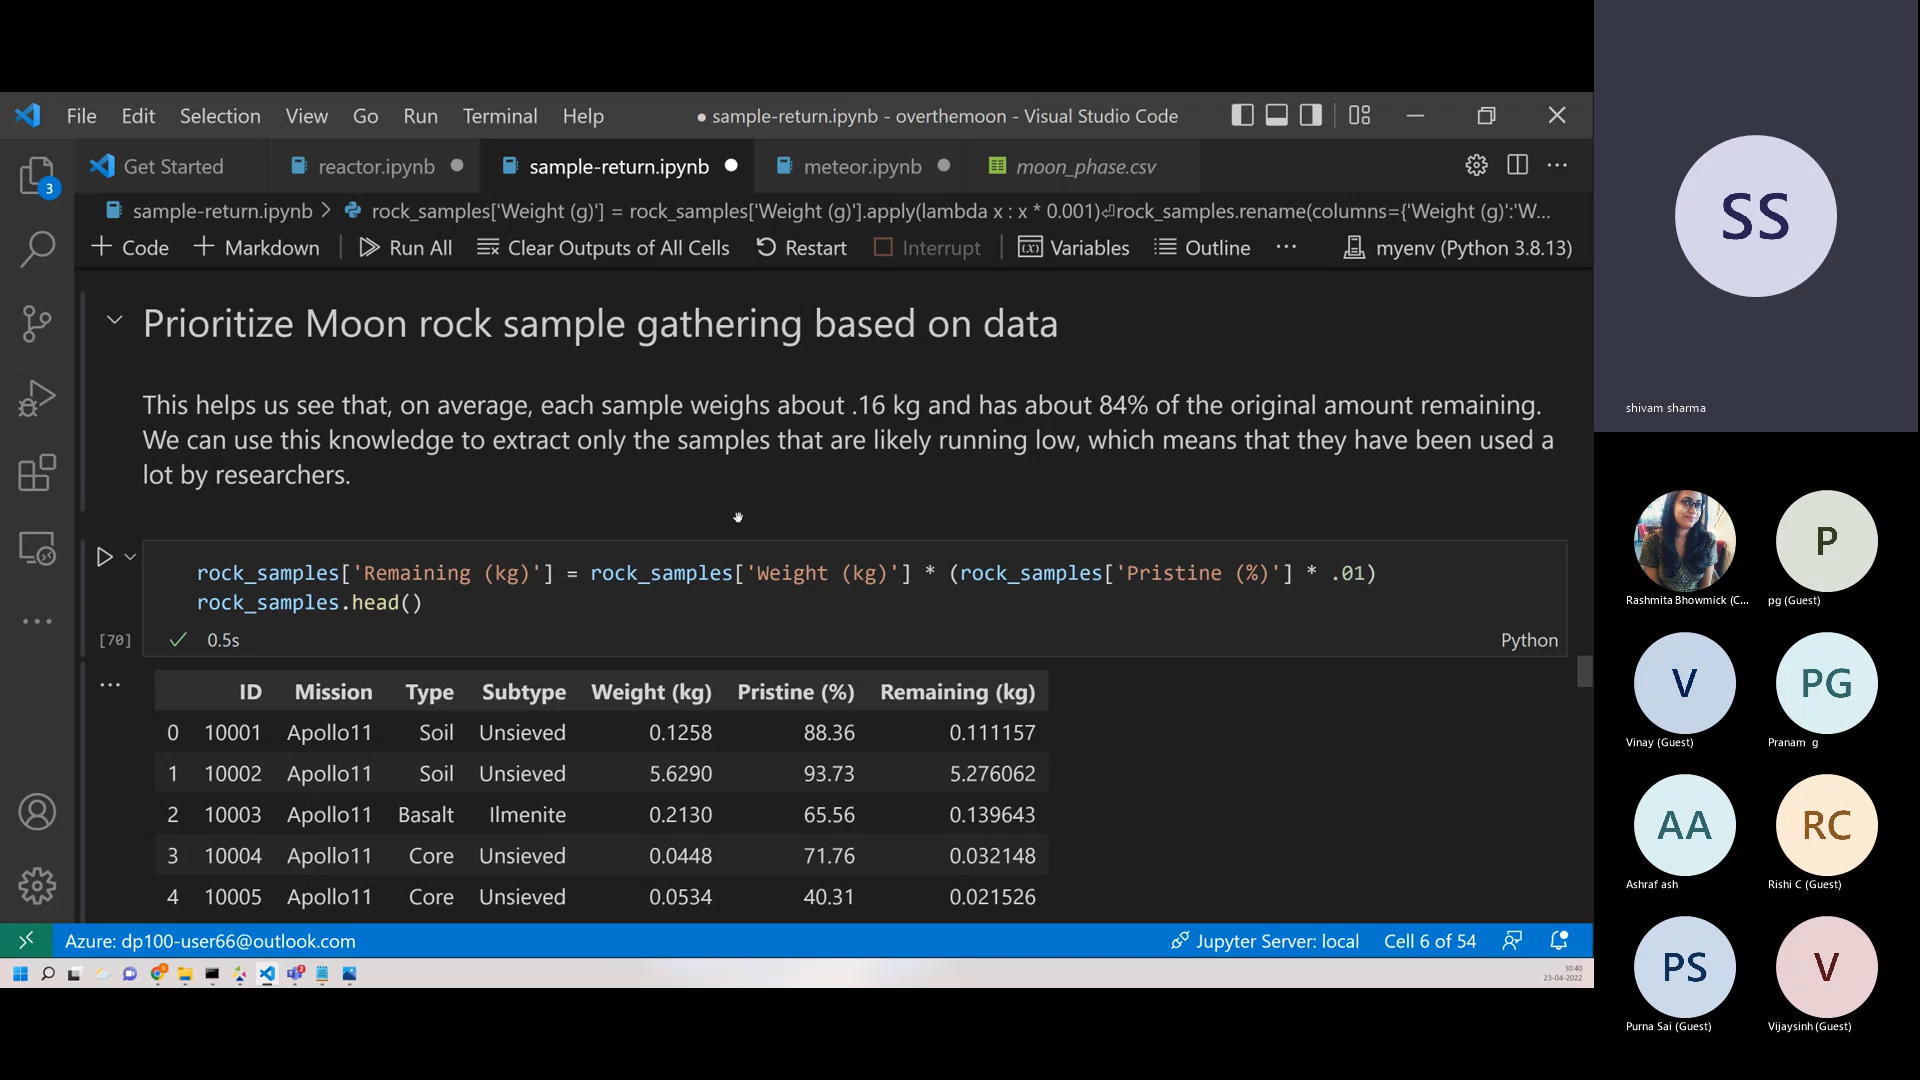 File Edit Selection View Go Run Terminal Help
● sample-return.ipynb - overthemoon - Visual Studio Code
Get Started
reactor.ipynb
sample-return.ipynb
meteor.ipynb
moon_phase.csv
3
sample-return.ipynb > rock_samples['Weight (g)'] = rock_samples['Weight (g)'].apply(lambda x : x * 0.001)⏎rock_samples.rename(columns={'Weight (g)':'W...
+ Code + Markdown Run All Clear Outputs of All Cells Restart Interrupt Variables Outline ... myenv (Python 3.8.13)
Prioritize Moon rock sample gathering based on data
This helps us see that, on average, each sample weighs about .16 kg and has about 84% of the original amount remaining.
We can use this knowledge to extract only the samples that are likely running low, which means that they have been used a
lot by researchers.
rock_samples['Remaining (kg)'] = rock_samples['Weight (kg)'] * (rock_samples['Pristine (%)'] * .01)
rock_samples.head()
[70] 0.5s Python
ID Mission Type Subtype Weight (kg) Pristine (%) Remaining (kg)
0 10001 Apollo11 Soil Unsieved 0.1258 88.36 0.111157
1 10002 Apollo11 Soil Unsieved 5.6290 93.73 5.276062
2 10003 Apollo11 Basalt Ilmenite 0.2130 65.56 0.139643
3 10004 Apollo11 Core Unsieved 0.0448 71.76 0.032148
4 10005 Apollo11 Core Unsieved 0.0534 40.31 0.021526
Azure: dp100-user66@outlook.com
Jupyter Server: local Cell 6 of 54
10:40
23-04-2022
SS
shivam sharma
P
Rashmita Bhowmick (C... pg (Guest)
V PG
Vinay (Guest) Pranam g
AA RC
Ashraf ash Rishi C (Guest)
PS V
Purna Sai (Guest) Vijaysinh (Guest)